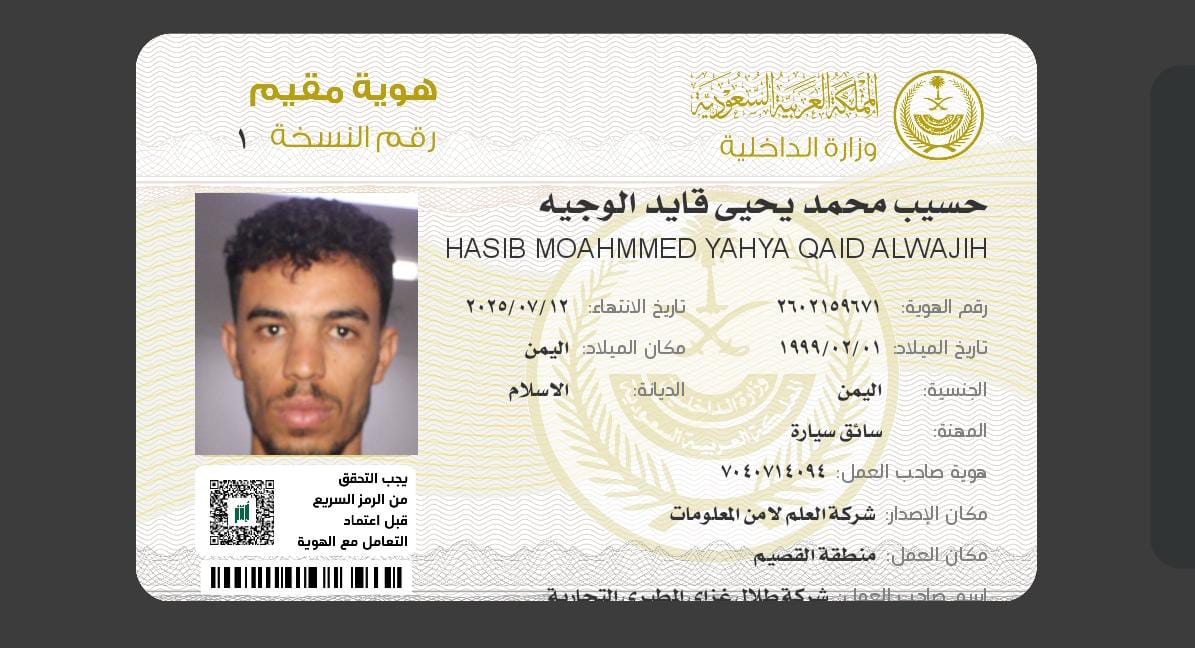 المملكة العربية السعودية
وزارة الداخلية
هوية مقيم
رقم النسخة ١
حسيب محمد يحيى قايد الوجيه
HASIB MOAHMMED YAHYA QAID ALWAJIH
رقم الهوية: ٢٦٠٢١٥٩٦٧١ تاريخ الانتهاء: ٢٠٢٥/٠٧/١٢
تاريخ الميلاد: ١٩٩٩/٠٢/٠١ مكان الميلاد: اليمن
الجنسية: اليمن الديانة: الاسلام
المهنة: سائق سيارة
هوية صاحب العمل: ٧٠٤٠٧١٤٠٩٤
مكان الإصدار: شركة العلم لامن المعلومات
مكان العمل: منطقة القصيم
اسم صاحب العمل: شركة طلال غزاي المطيري التجارية
يجب التحقق
من الرمز السريع
قبل اعتماد
التعامل مع الهوية